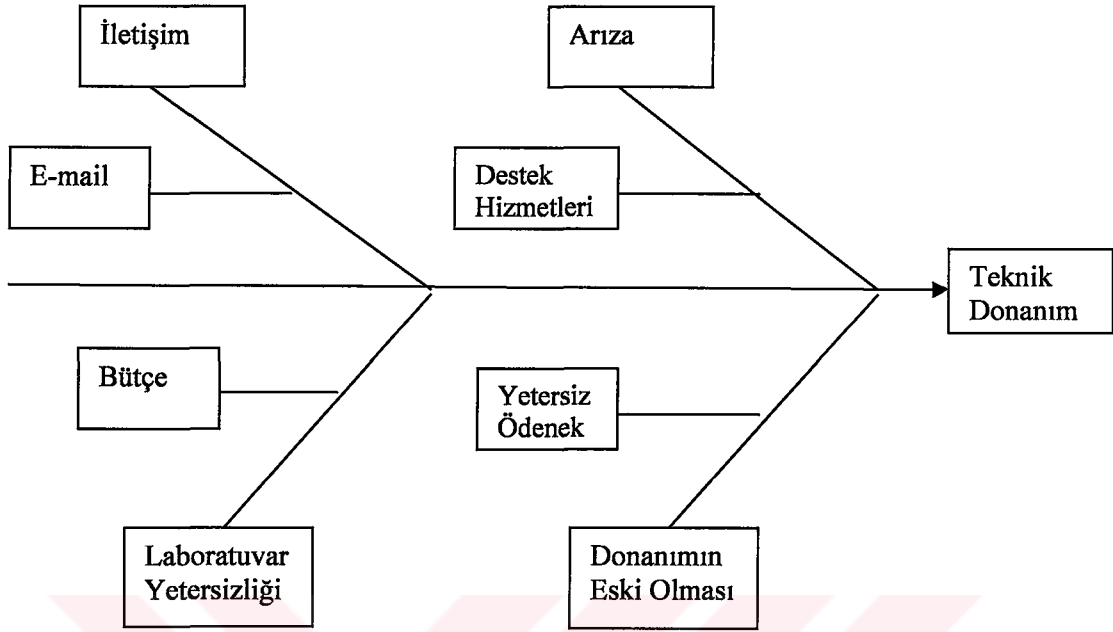 İletişim
Arıza
E-mail
Destek
Hizmetleri
Teknik
Donanım
Bütçe
Yetersiz
Ödenek
Laboratuvar
Yetersizliği
Donanımın
Eski Olması